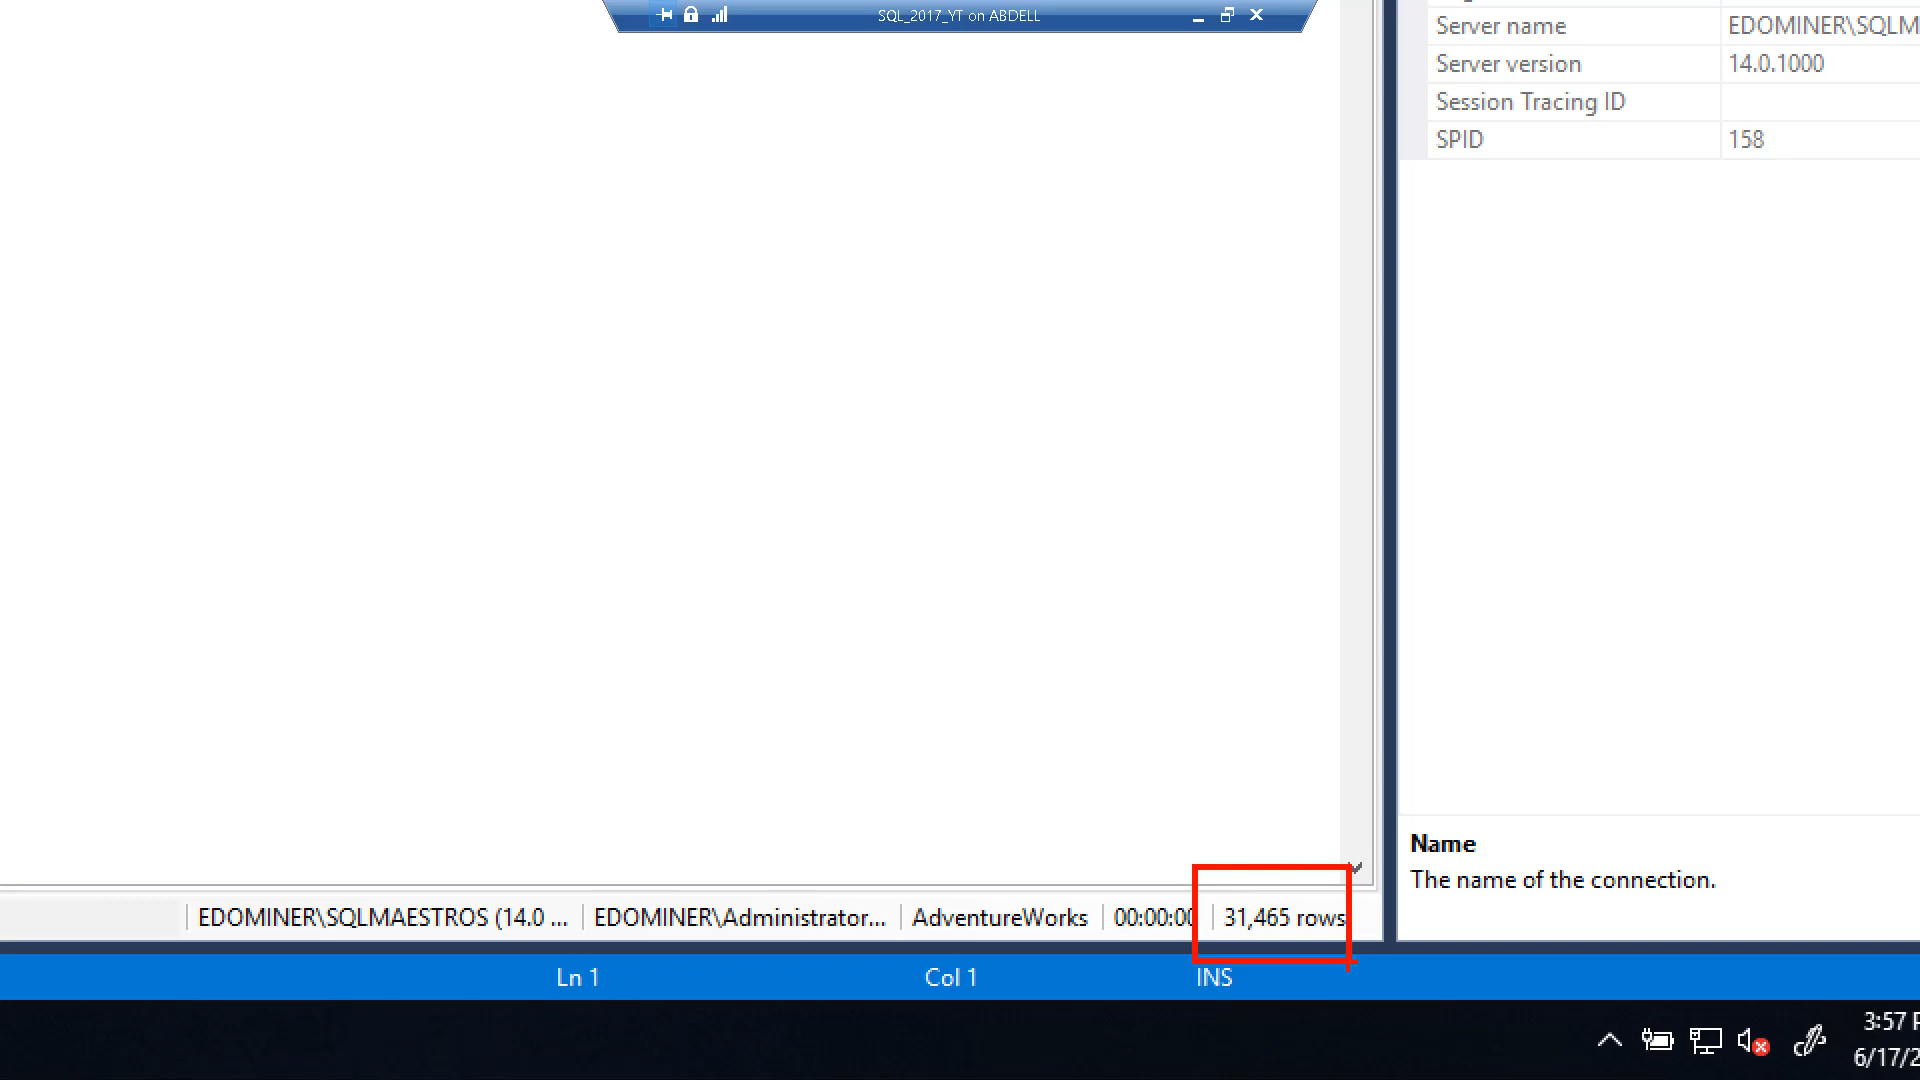 SQL_2017_YT on ABDELL
Server name EDOMINER\SQLM
Server version 14.0.1000
Session Tracing ID
SPID 158
Name
The name of the connection.
EDOMINER\SQLMAESTROS (14.0 ... EDOMINER\Administrator... AdventureWorks 00:00:00 31,465 rows
Ln 1 Col 1 INS
3:57 P
6/17/2